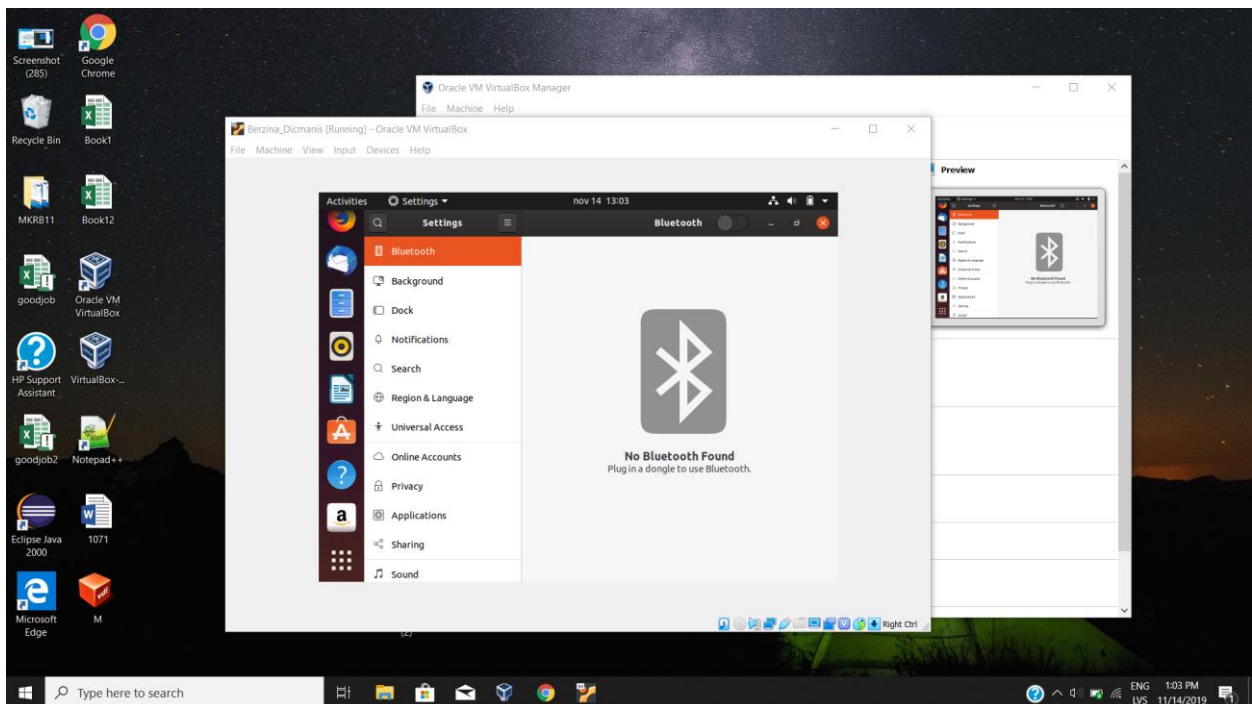 Screenshot
(285)
Google
Chrome
Recycle Bin
Book1
MKRB11
Book12
goodjob
Oracle VM
VirtualBox
HP Support
Assistant
VirtualBox-...
goodjob2
Notepad++
Eclipse Java
2000
1071
Microsoft
Edge
M
(2)
Oracle VM VirtualBox Manager
File Machine Help
Preview
Berzina_Dicmanis [Running] - Oracle VM VirtualBox
File Machine View Input Devices Help
Activities Settings nov 14 13:03
Settings Bluetooth
Bluetooth
Background
Dock
Notifications
Search
Region & Language
Universal Access
Online Accounts
Privacy
Applications
Sharing
Sound
No Bluetooth Found
Plug in a dongle to use Bluetooth.
Right Ctrl
Type here to search
ENG 1:03 PM
LVS 11/14/2019